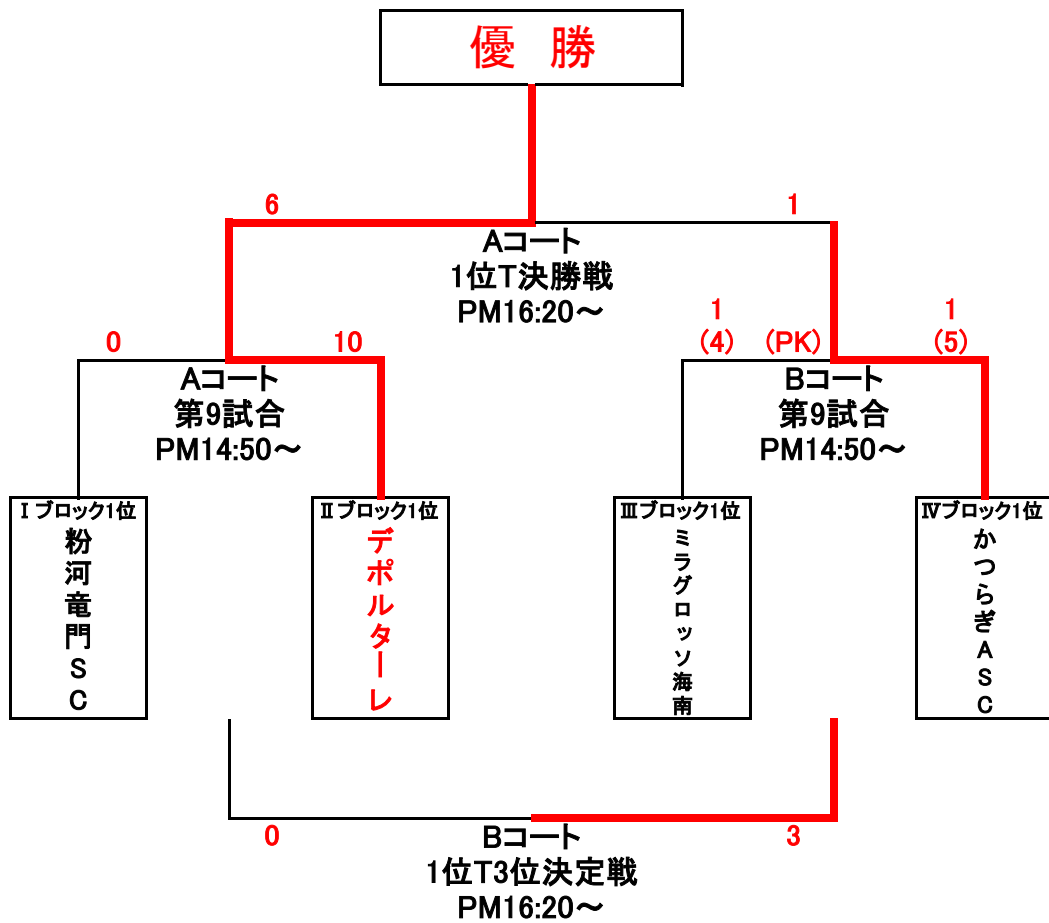 優 勝
6
1
Aコート
1位T決勝戦
PM16:20～
0
10
Aコート
第9試合
PM14:50～
1
(4)
(PK)
1
(5)
Bコート
第9試合
PM14:50～
Ⅰブロック1位
粉河竜門SC
Ⅱブロック1位
デポルターレ
Ⅲブロック1位
ミラグロッソ海南
Ⅳブロック1位
かつらぎASC
0
3
Bコート
1位T3位決定戦
PM16:20～